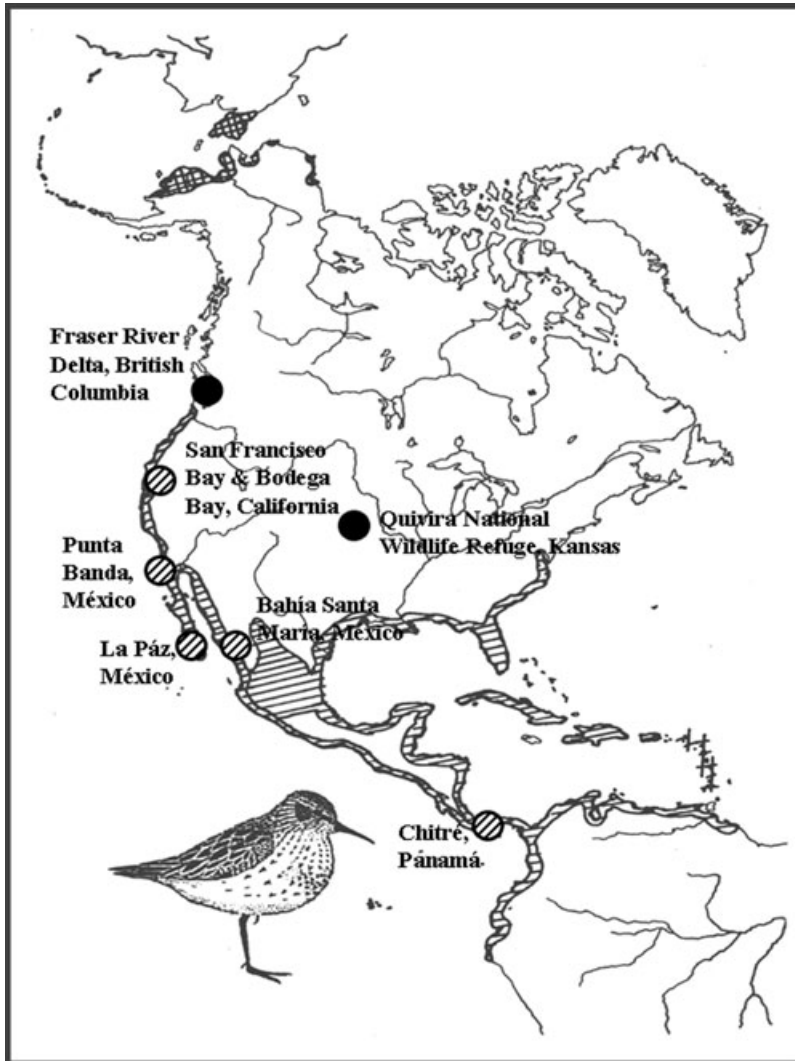 Fraser River
Delta, British
Columbia
San Francisco
Bay & Bodega
Bay, California
Quivira National
Wildlife Refuge, Kansas
Punta
Banda,
México
Bahía Santa
María, México
La Páz,
México
Chitré,
Pánamá